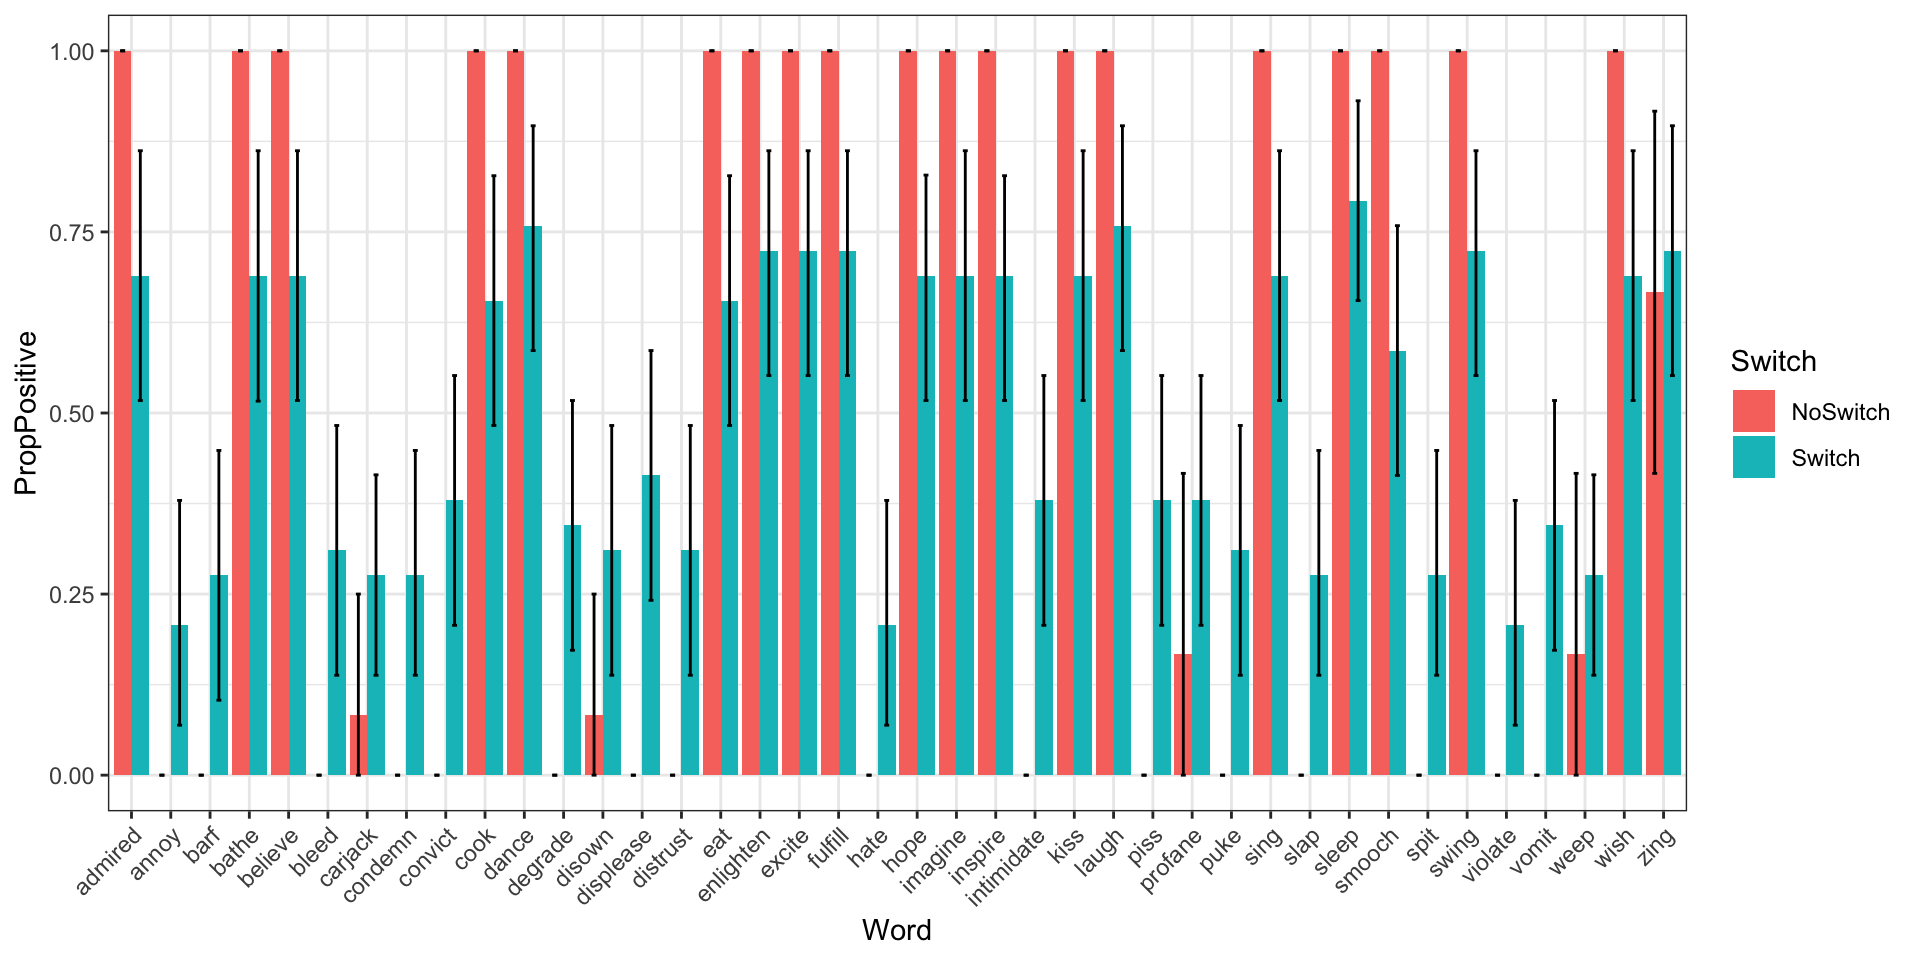 PropPositive
1.00
0.75
0.50
0.25
0.00
admired
annoy
barf
bathe
believe
bleed
carjack
condemn
convict
cook
dance
degrade
disown
displease
distrust
eat
enlighten
excite
fulfill
hate
hope
imagine
inspire
intimidate
kiss
laugh
piss
profane
puke
sing
slap
sleep
smooch
spit
swing
violate
vomit
weep
wish
zing
Word
Switch
NoSwitch
Switch